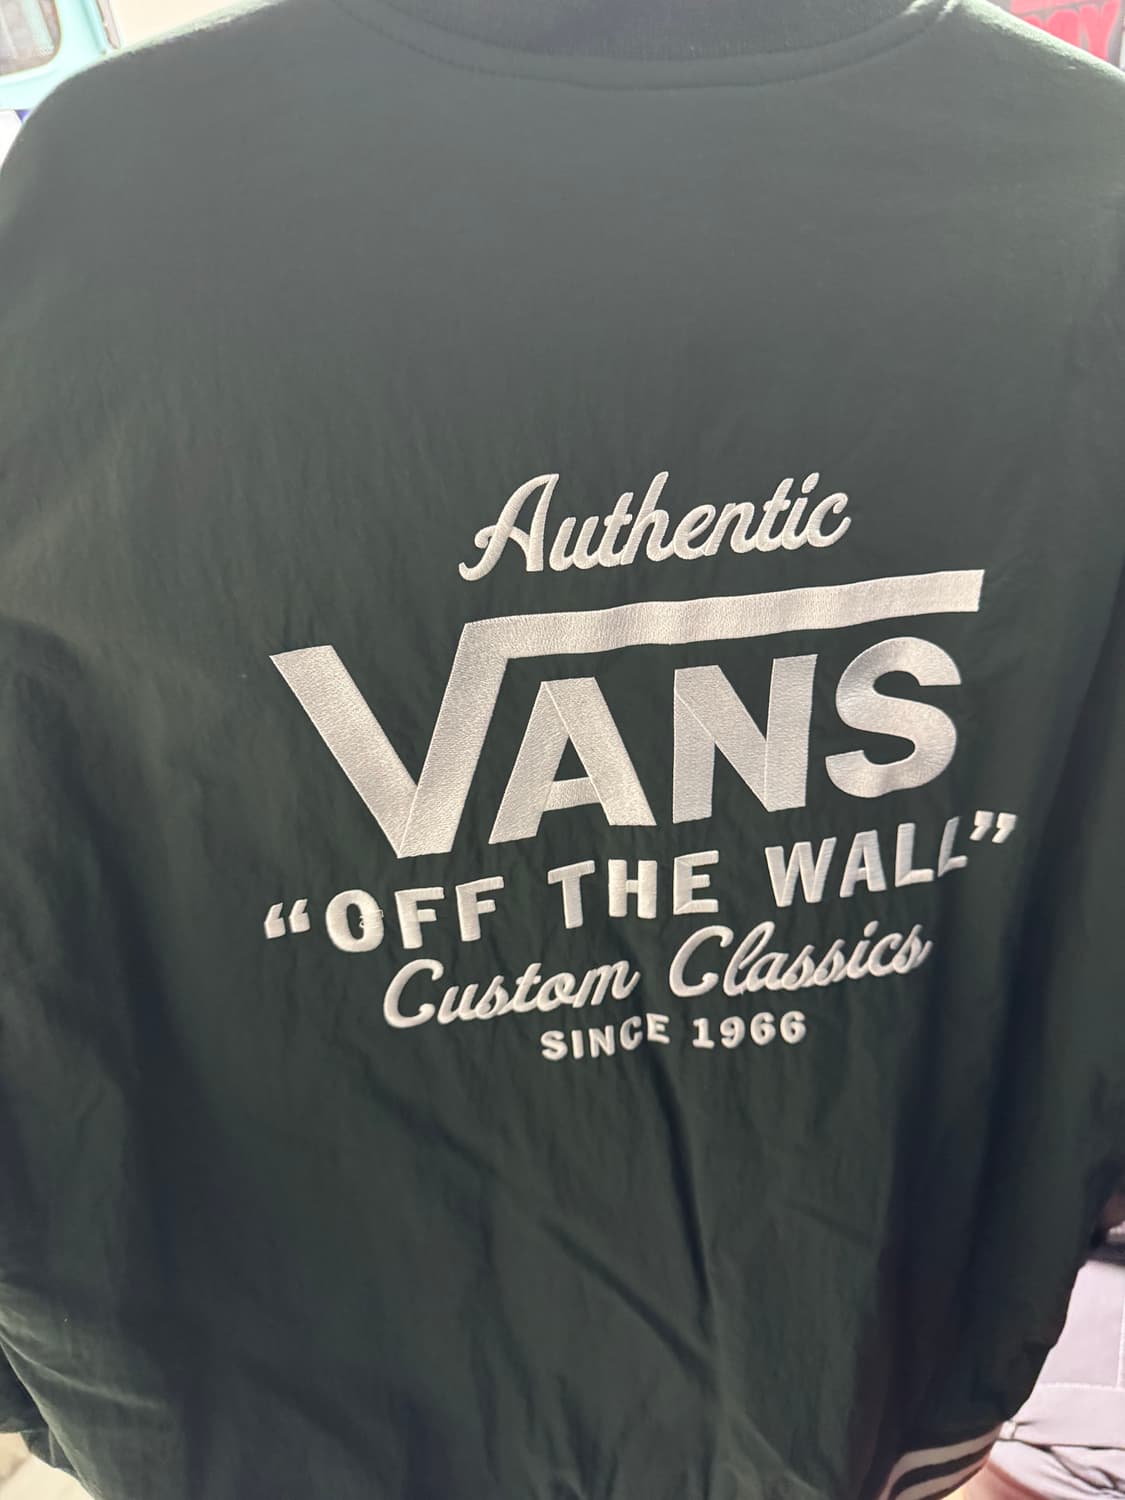 Authentic
VANS
“OFF THE WALL”
Custom Classics
SINCE 1966